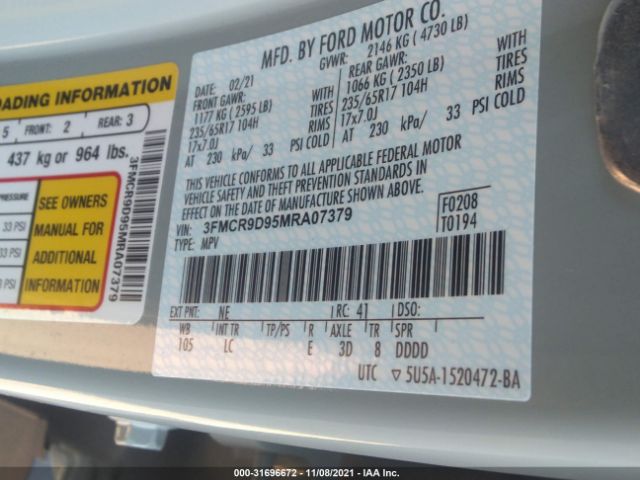 OADING INFORMATION
5 FRONT: 2 REAR: 3
437 kg or 964 lbs.
33 PSI
33 PSI
SEE OWNERS
MANUAL FOR
ADDITIONAL
INFORMATION
3FMCR9D95MRA07379
MFD. BY FORD MOTOR CO.
DATE: 02/21 GVWR: 2146 KG ( 4730 LB)
FRONT GAWR: REAR GAWR: WITH
1177 KG ( 2595 LB) WITH 1066 KG ( 2350 LB) TIRES
235/65R17 104H TIRES 235/65R17 104H RIMS
17x7.0J RIMS 17x7.0J
AT 230 kPa/ 33 PSI COLD AT 230 kPa/ 33 PSI COLD
THIS VEHICLE CONFORMS TO ALL APPLICABLE FEDERAL MOTOR
VEHICLE SAFETY AND THEFT PREVENTION STANDARDS IN
EFFECT ON THE DATE OF MANUFACTURE SHOWN ABOVE.
VIN: 3FMCR9D95MRA07379 F0208
TYPE: MPV T0194
EXT PNT: NE RC: 41 DSO:
WB INT TR TP/PS R AXLE TR SPR
105 LC E 3D 8 DDDD
UTC ▽ 5U5A-1520472-BA
000-31696672 - 11/08/2021 - IAA Inc.